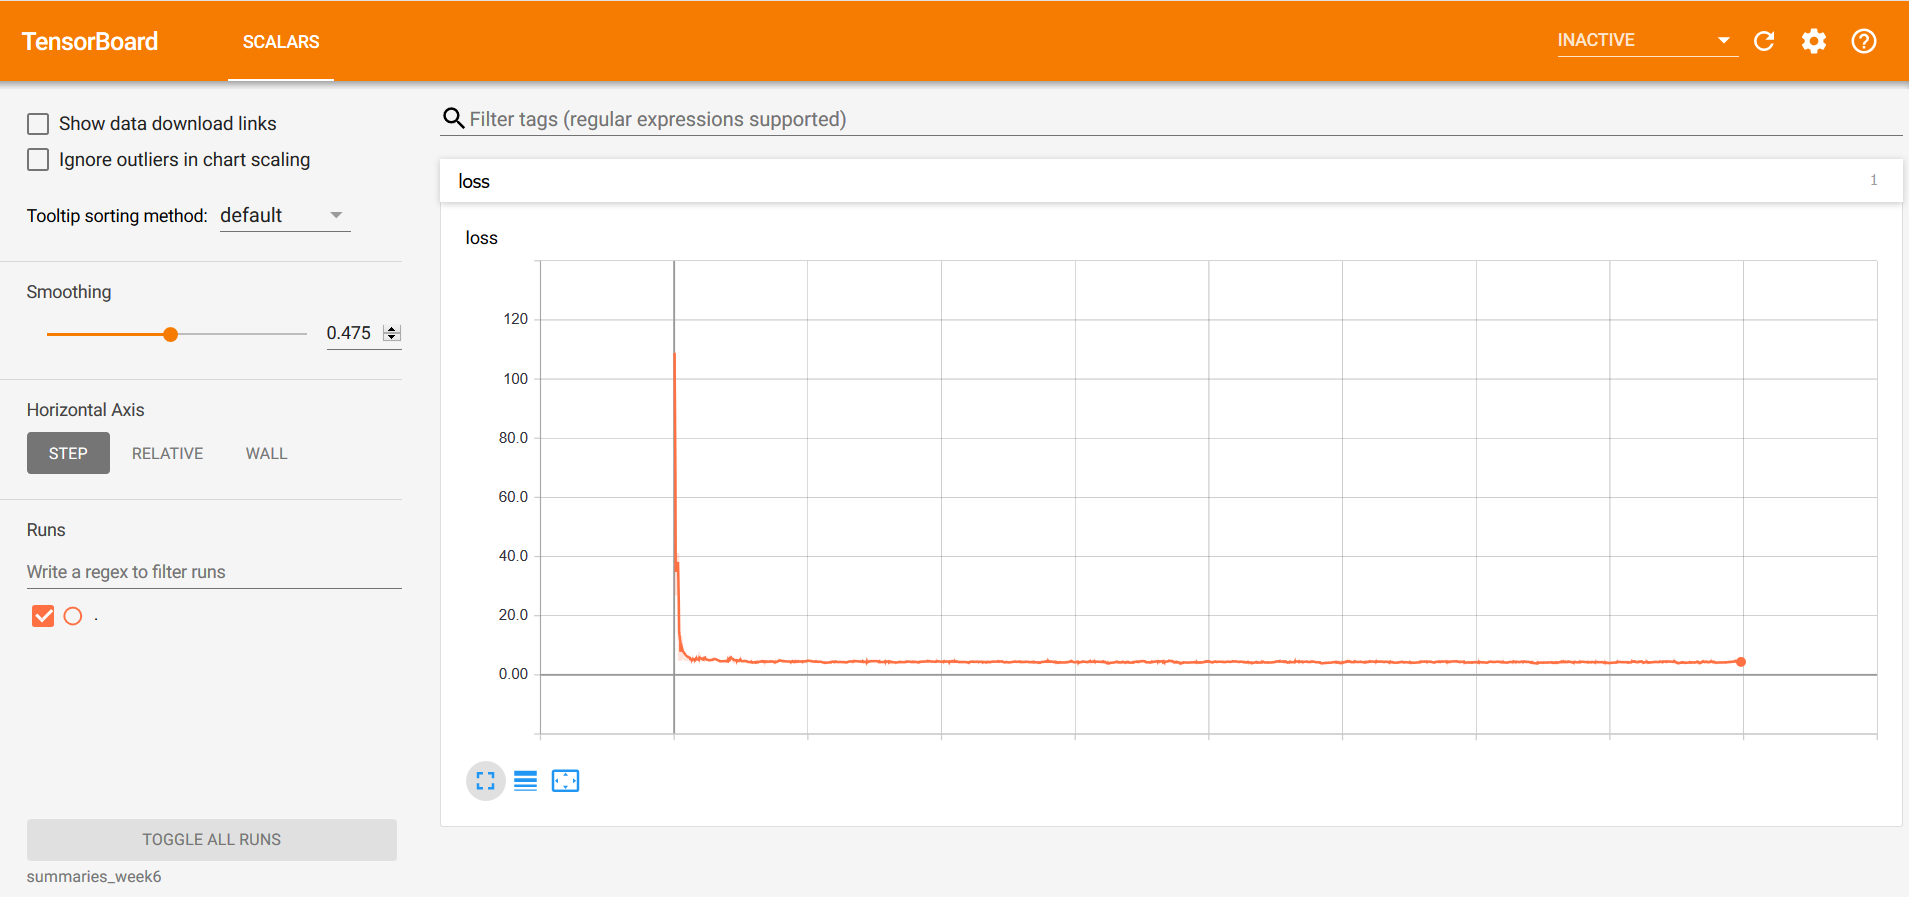 TensorBoard SCALARS INACTIVE
Show data download links
Ignore outliers in chart scaling
Tooltip sorting method: default
Smoothing
0.475
Horizontal Axis
STEP RELATIVE WALL
Runs
Write a regex to filter runs
.
TOGGLE ALL RUNS
summaries_week6
Filter tags (regular expressions supported)
loss 1
loss
120
100
80.0
60.0
40.0
20.0
0.00